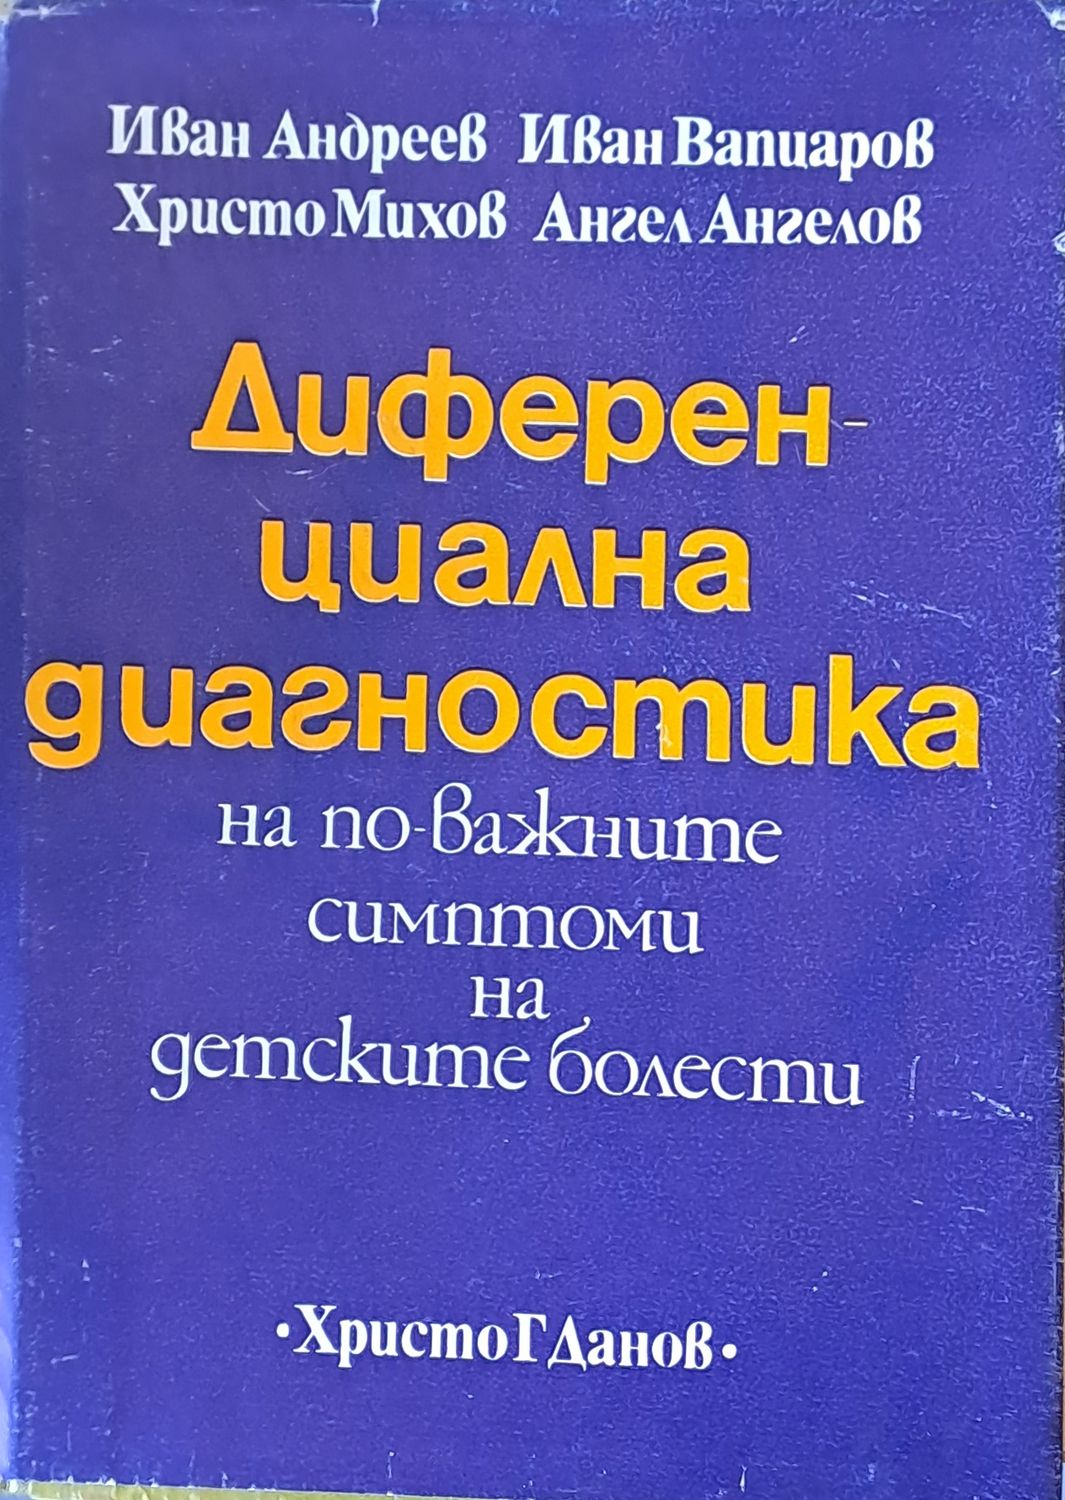 Иван Андреев Иван Вапцаров
Христо Михов Ангел Ангелов
Диферен-
циална
диагностика
на по-важните
симптоми
на
детските болести
•Христо Г Данов•